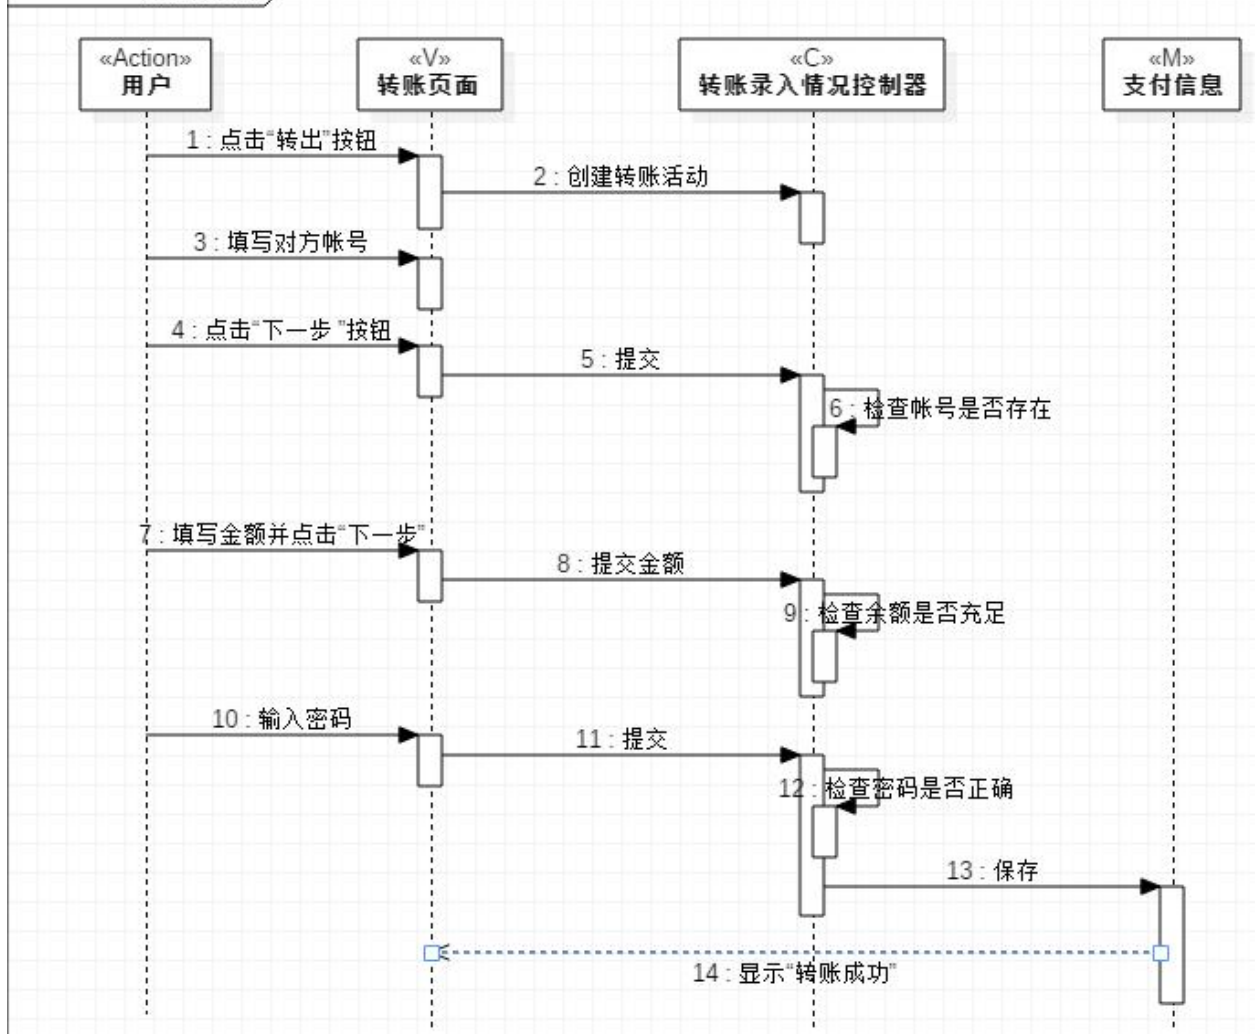 «Action»
用户
«V»
转账页面
«C»
转账录入情况控制器
«M»
支付信息
1 : 点击“转出”按钮
2 : 创建转账活动
3 : 填写对方帐号
4 : 点击“下一步 ”按钮
5 : 提交
6 : 检查帐号是否存在
7 : 填写金额并点击“下一步”
8 : 提交金额
9 : 检查余额是否充足
10 : 输入密码
11 : 提交
12 : 检查密码是否正确
13 : 保存
14 : 显示“转账成功”